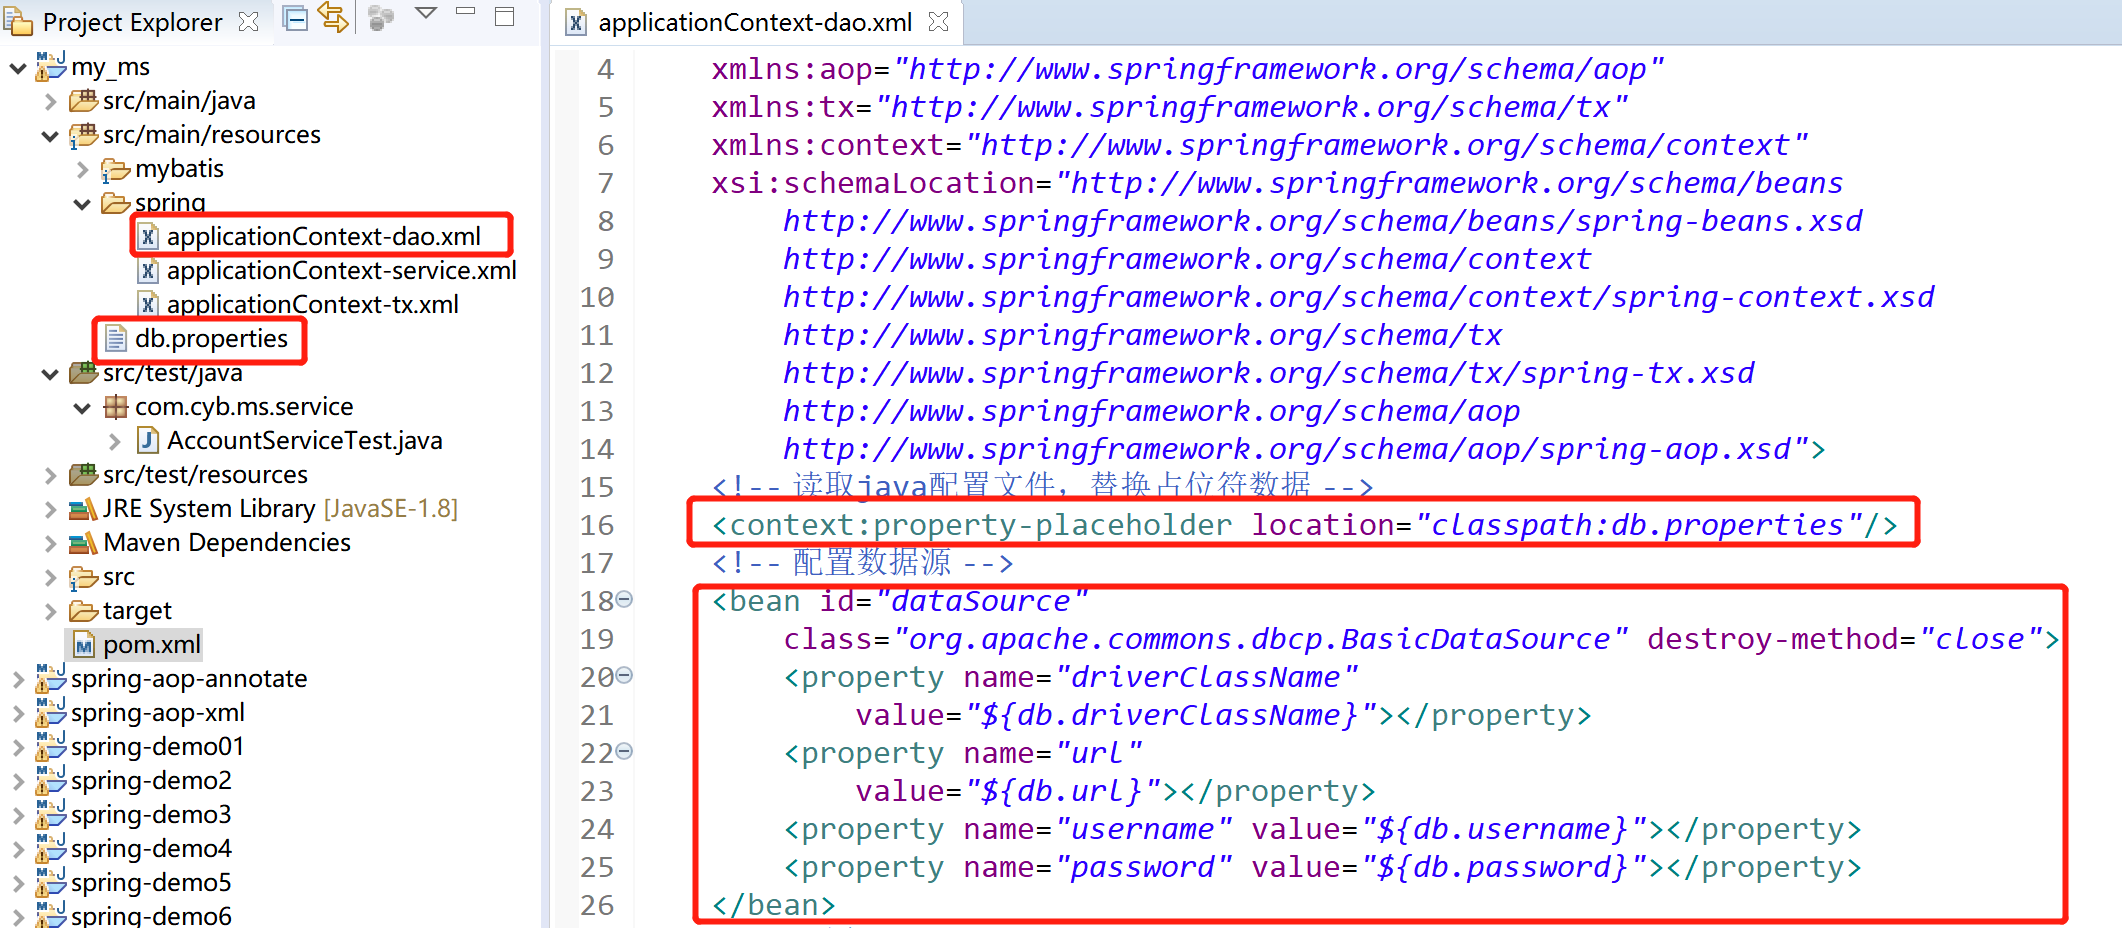 Project Explorer
my_ms
src/main/java
src/main/resources
mybatis
spring
applicationContext-dao.xml
applicationContext-service.xml
applicationContext-tx.xml
db.properties
src/test/java
com.cyb.ms.service
AccountServiceTest.java
src/test/resources
JRE System Library [JavaSE-1.8]
Maven Dependencies
src
target
pom.xml
spring-aop-annotate
spring-aop-xml
spring-demo01
spring-demo2
spring-demo3
spring-demo4
spring-demo5
spring-demo6
applicationContext-dao.xml
4 xmlns:aop="http://www.springframework.org/schema/aop"
5 xmlns:tx="http://www.springframework.org/schema/tx"
6 xmlns:context="http://www.springframework.org/schema/context"
7 xsi:schemaLocation="http://www.springframework.org/schema/beans
8 http://www.springframework.org/schema/beans/spring-beans.xsd
9 http://www.springframework.org/schema/context
10 http://www.springframework.org/schema/context/spring-context.xsd
11 http://www.springframework.org/schema/tx
12 http://www.springframework.org/schema/tx/spring-tx.xsd
13 http://www.springframework.org/schema/aop
14 http://www.springframework.org/schema/aop/spring-aop.xsd">
15 <!-- 读取java配置文件，替换占位符数据 -->
16 <context:property-placeholder location="classpath:db.properties"/>
17 <!-- 配置数据源 -->
18 <bean id="dataSource"
19 class="org.apache.commons.dbcp.BasicDataSource" destroy-method="close">
20 <property name="driverClassName"
21 value="${db.driverClassName}"></property>
22 <property name="url"
23 value="${db.url}"></property>
24 <property name="username" value="${db.username}"></property>
25 <property name="password" value="${db.password}"></property>
26 </bean>